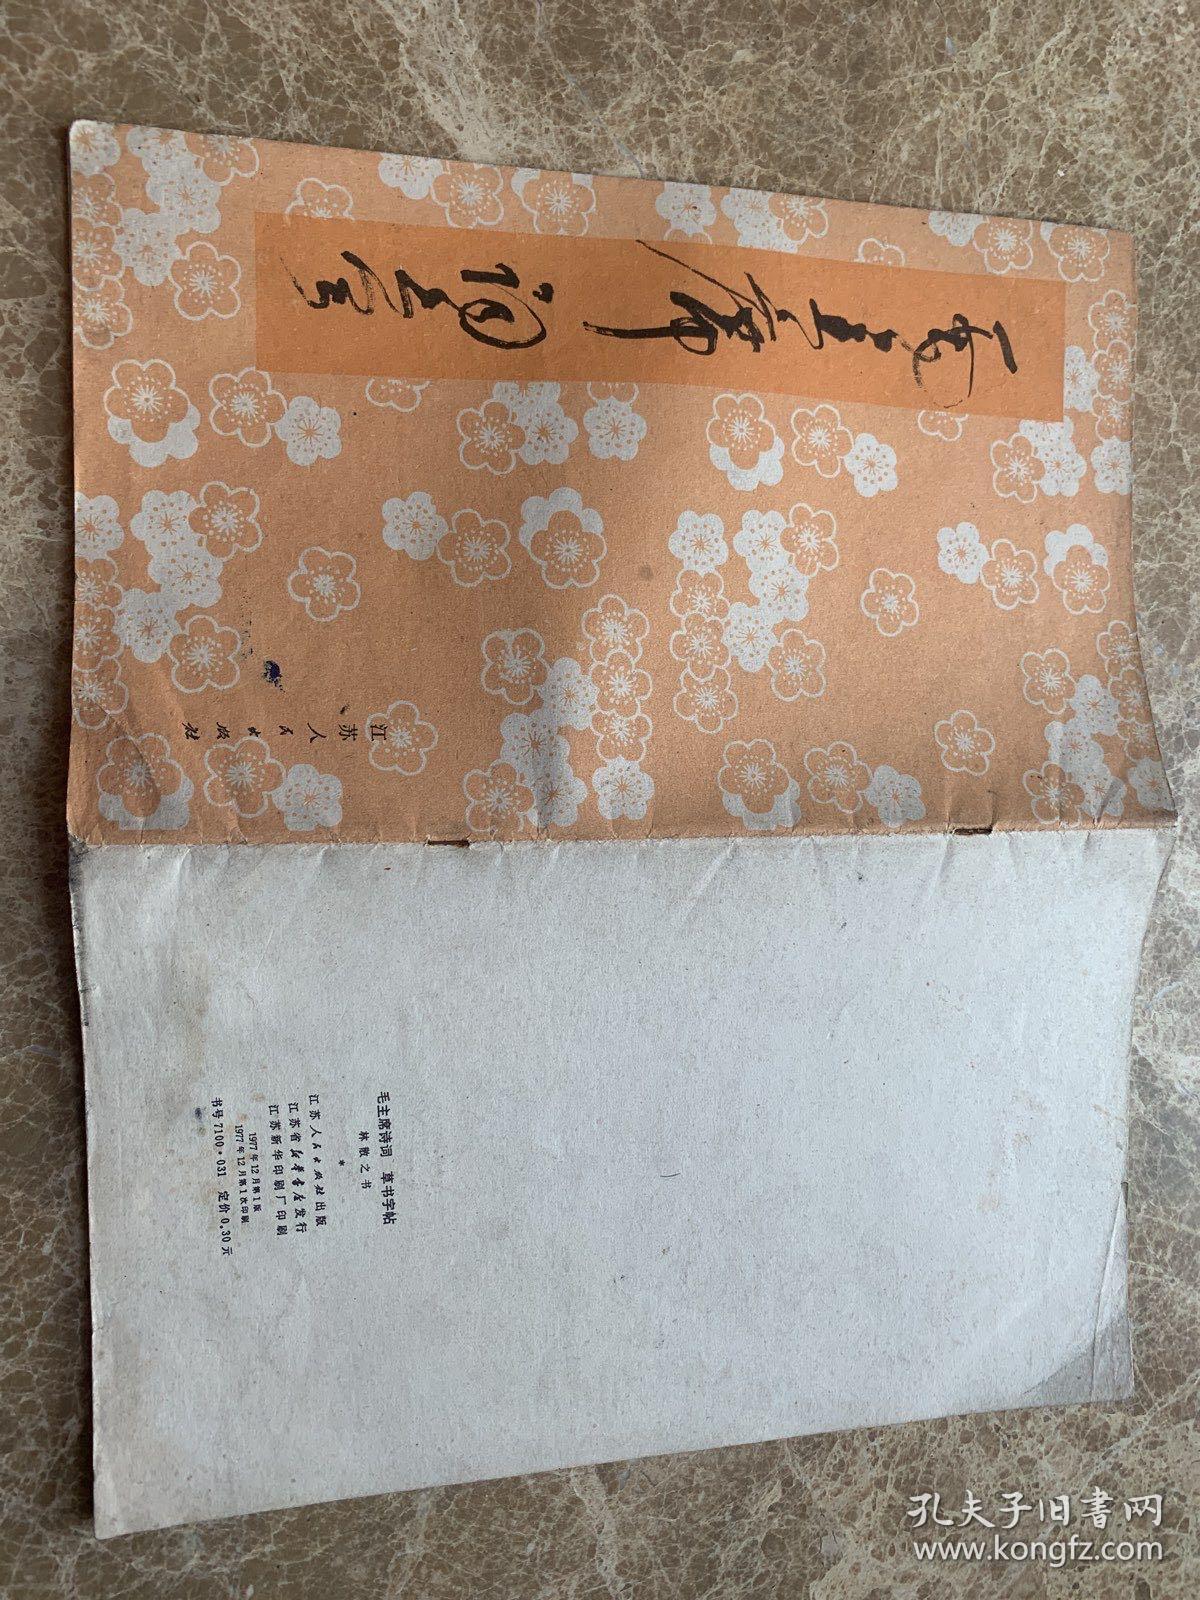 毛主席诗词
江苏人民出版社
毛主席诗词 草书字帖
林散之书
*
江苏人民出版社出版
江苏省新华书店发行
江苏新华印刷厂印刷
1977年12月第1版
1977年12月第1次印刷
书号7100·031 定价0.30元
孔夫子旧書网
www.kongfz.com